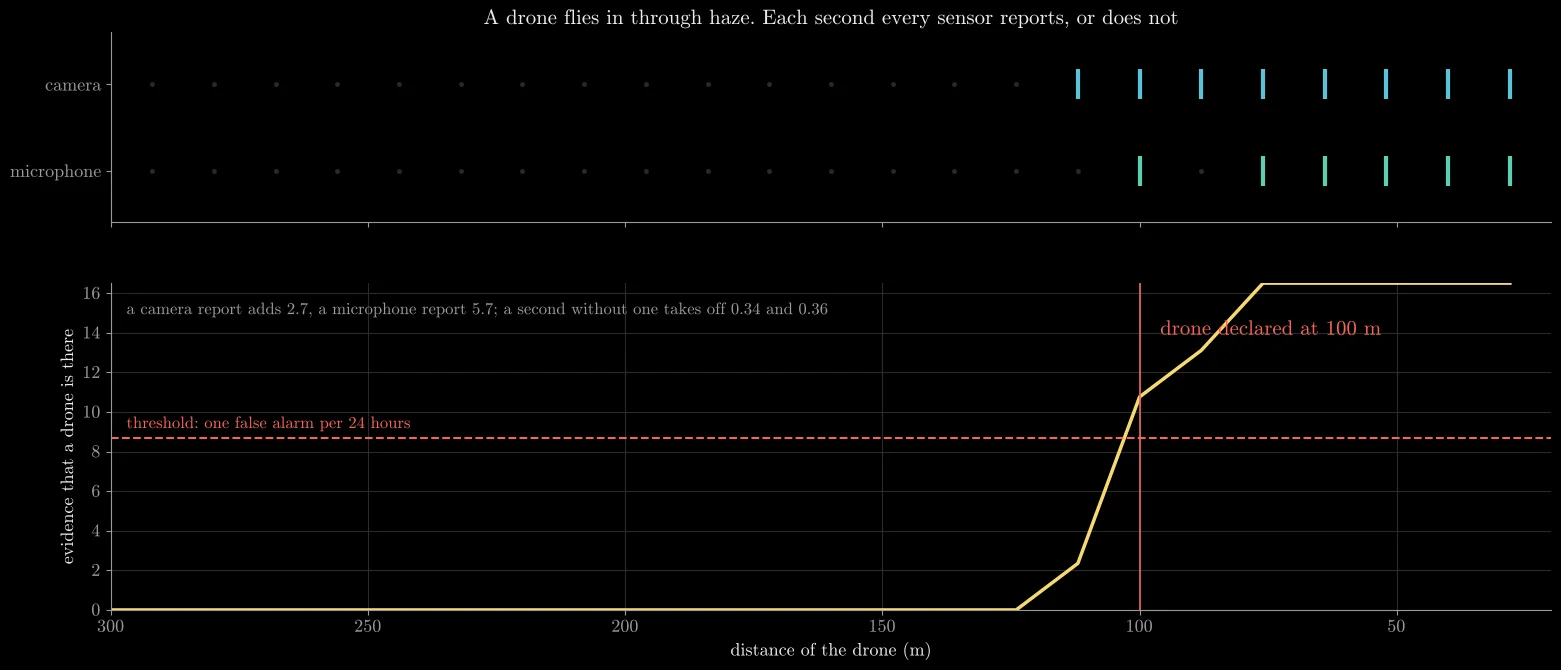 A drone flies in through haze. Each second every sensor reports, or does not
camera
microphone
16
14
12
10
8
6
4
2
0
evidence that a drone is there
a camera report adds 2.7, a microphone report 5.7; a second without one takes off 0.34 and 0.36
drone declared at 100 m
threshold: one false alarm per 24 hours
300
250
200
150
100
50
distance of the drone (m)